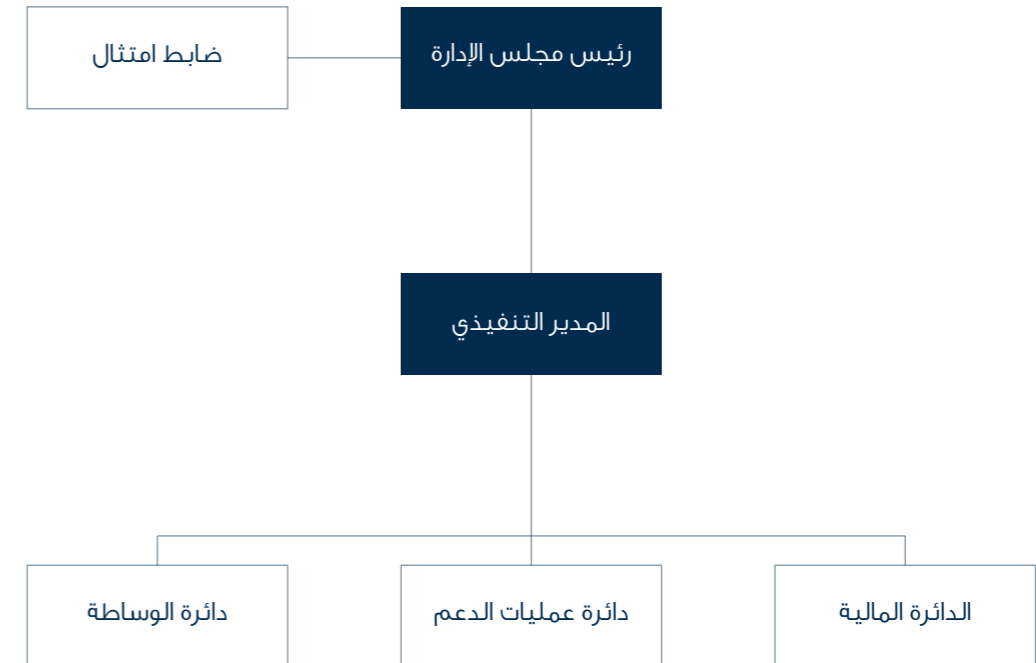 رئيس مجلس الإدارة
ضابط امتثال
المدير التنفيذي
الدائرة المالية
دائرة عمليات الدعم
دائرة الوساطة